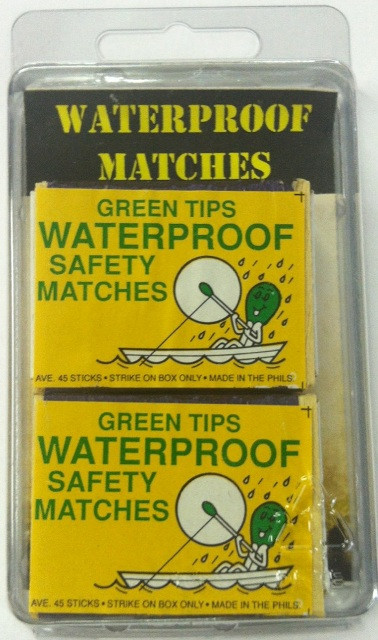 WATERPROOF
MATCHES
GREEN TIPS
WATERPROOF
SAFETY
MATCHES
AVE. 45 STICKS • STRIKE ON BOX ONLY • MADE IN THE PHILS.
GREEN TIPS
WATERPROOF
SAFETY
MATCHES
AVE. 45 STICKS • STRIKE ON BOX ONLY • MADE IN THE PHILS.